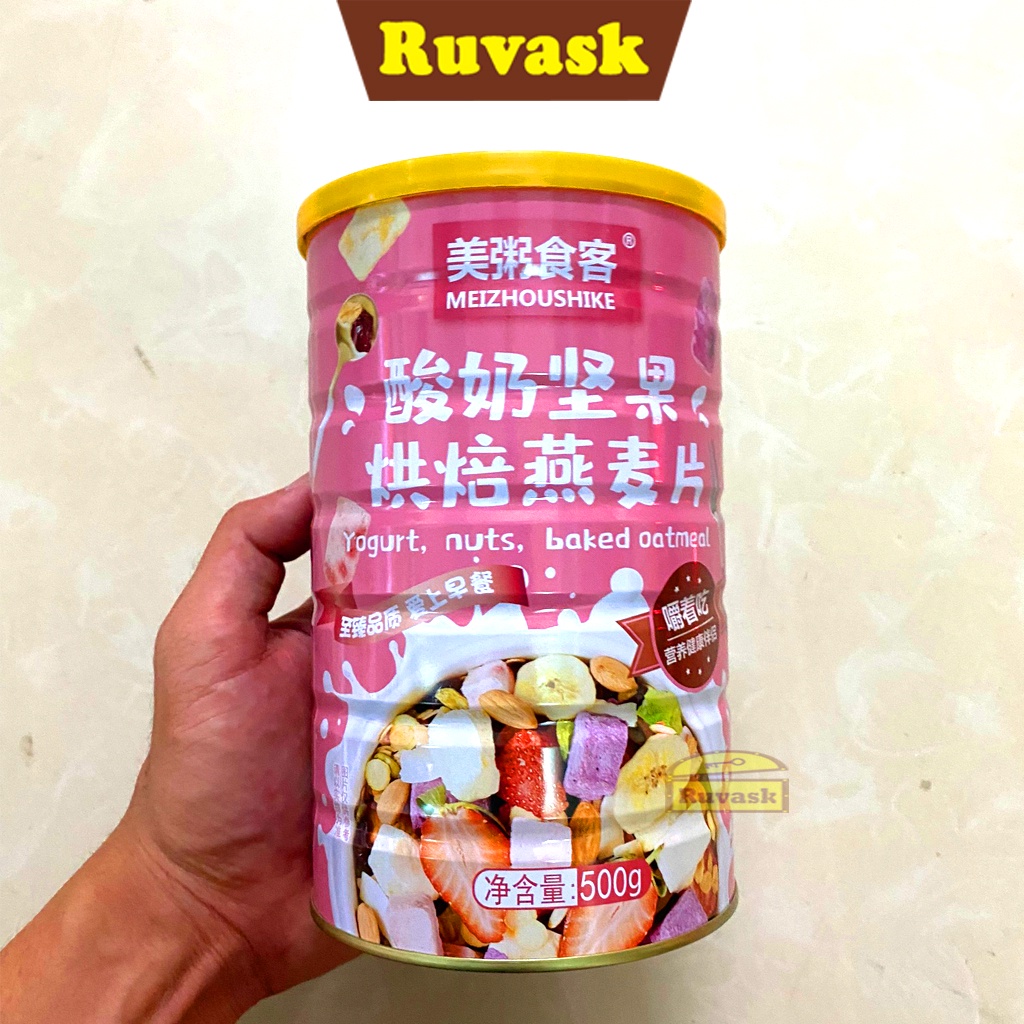 Ruvask
美粥食客®
MEIZHOUSHIKE
酸奶坚果
烘焙燕麦片
Yogurt, nuts, baked oatmeal
至臻品质 爱上早餐
嚼着吃
营养健康伴侣
Ruvask
净含量:500g